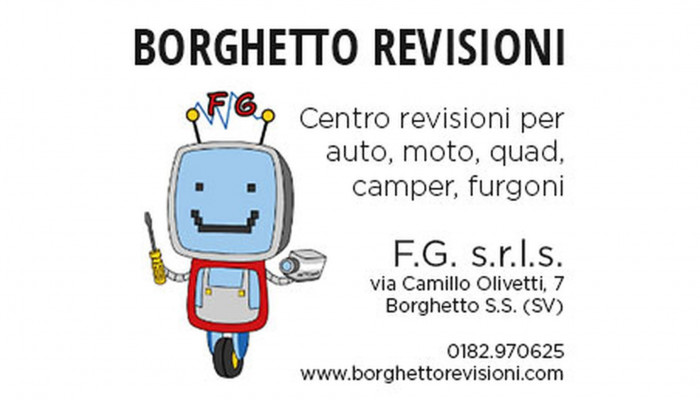 BORGHETTO REVISIONI
FG
Centro revisioni per
auto, moto, quad,
camper, furgoni
F.G. s.r.l.s.
via Camillo Olivetti, 7
Borghetto S.S. (SV)
0182.970625
www.borghettorevisioni.com